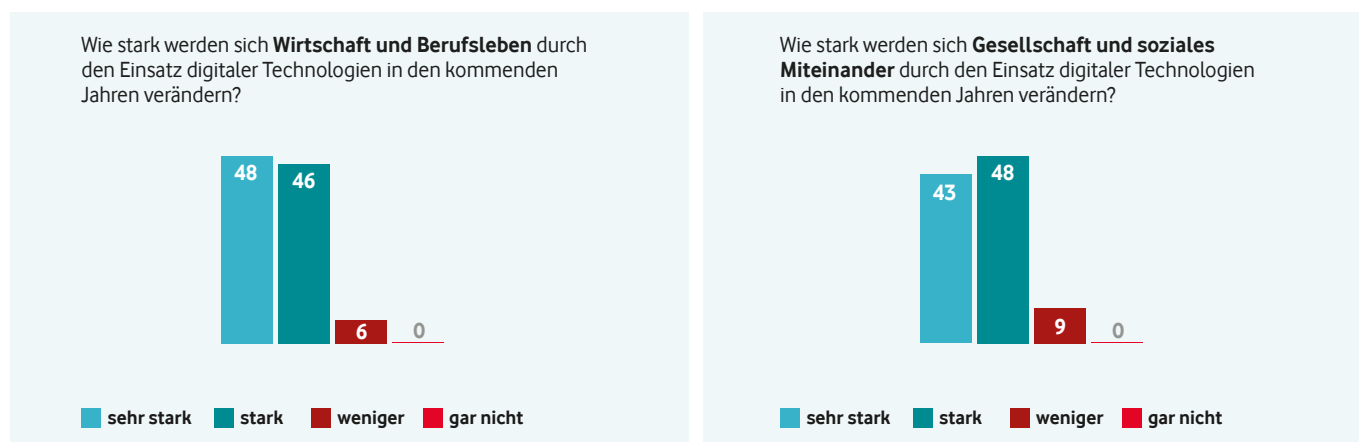 Wie stark werden sich Wirtschaft und Berufsleben durch
den Einsatz digitaler Technologien in den kommenden
Jahren verändern?
48
46
6
0
sehr stark stark weniger gar nicht
Wie stark werden sich Gesellschaft und soziales
Miteinander durch den Einsatz digitaler Technologien
in den kommenden Jahren verändern?
43
48
9
0
sehr stark stark weniger gar nicht